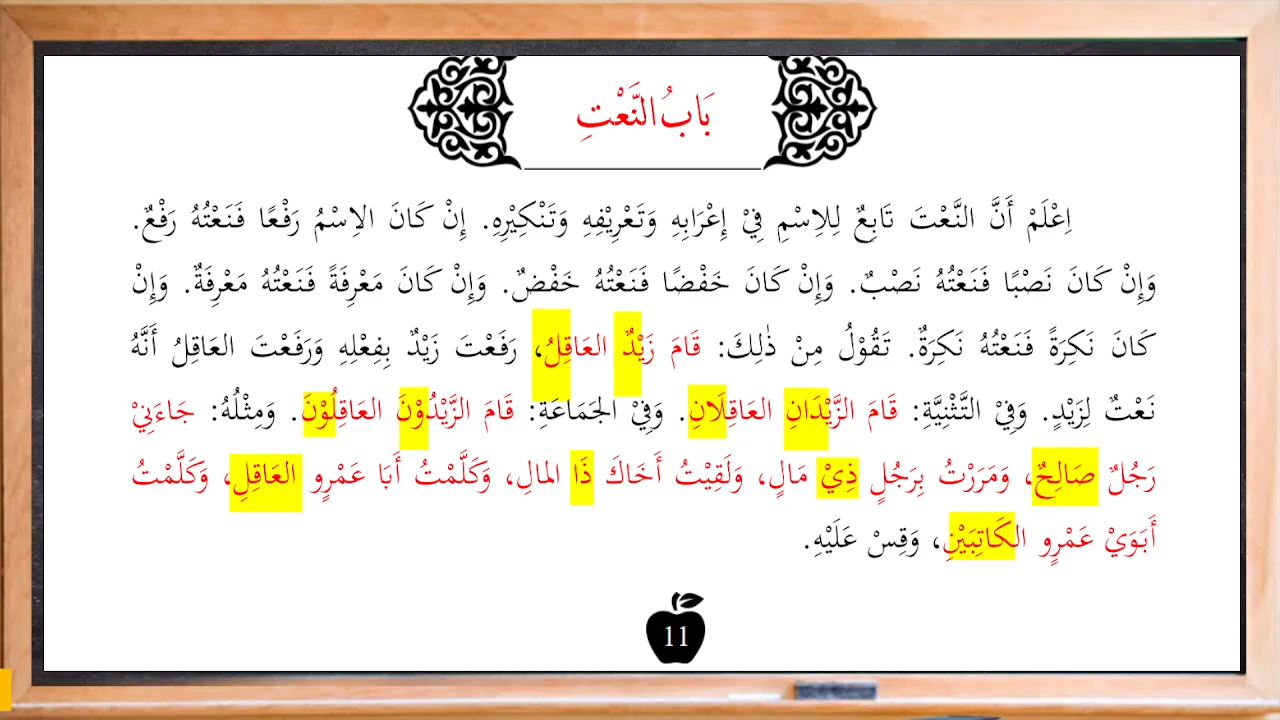 بَابُ النَّعْتِ
اِعْلَمْ أَنَّ النَّعْتَ تَابِعٌ لِلاِسْمِ فِيْ إِعْرَابِهِ وَتَعْرِيْفِهِ وَتَنْكِيْرِهِ. إِنْ كَانَ الاِسْمُ رَفْعًا فَنَعْتُهُ رَفْعٌ.
وَإِنْ كَانَ نَصْبًا فَنَعْتُهُ نَصْبٌ. وَإِنْ كَانَ خَفْضًا فَنَعْتُهُ خَفْضٌ. وَإِنْ كَانَ مَعْرِفَةً فَنَعْتُهُ مَعْرِفَةٌ. وَإِنْ
كَانَ نَكِرَةً فَنَعْتُهُ نَكِرَةٌ. تَقُوْلُ مِنْ ذٰلِكَ: قَامَ زَيْدٌ العَاقِلُ، رَفَعْتَ زَيْدٌ بِفِعْلِهِ وَرَفَعْتَ العَاقِلُ أَنَّهُ
نَعْتٌ لِزَيْدٍ. وَفِيْ التَّثْنِيَّةِ: قَامَ الزَّيْدَانِ العَاقِلَانِ. وَفِيْ الجَمَاعَةِ: قَامَ الزَّيْدُوْنَ العَاقِلُوْنَ. وَمِثْلُهُ: جَاءَنِيْ
رَجُلٌ صَالِحٌ، وَمَرَرْتُ بِرَجُلٍ ذِيْ مَالٍ، وَلَقِيْتُ أَخَاكَ ذَا المالِ، وَكَلَّمْتُ أَبَا عَمْرٍو العَاقِلِ، وَكَلَّمْتُ
أَبَوَيْ عَمْرٍو الكَاتِبَيْنِ، وَقِسْ عَلَيْهِ.
11